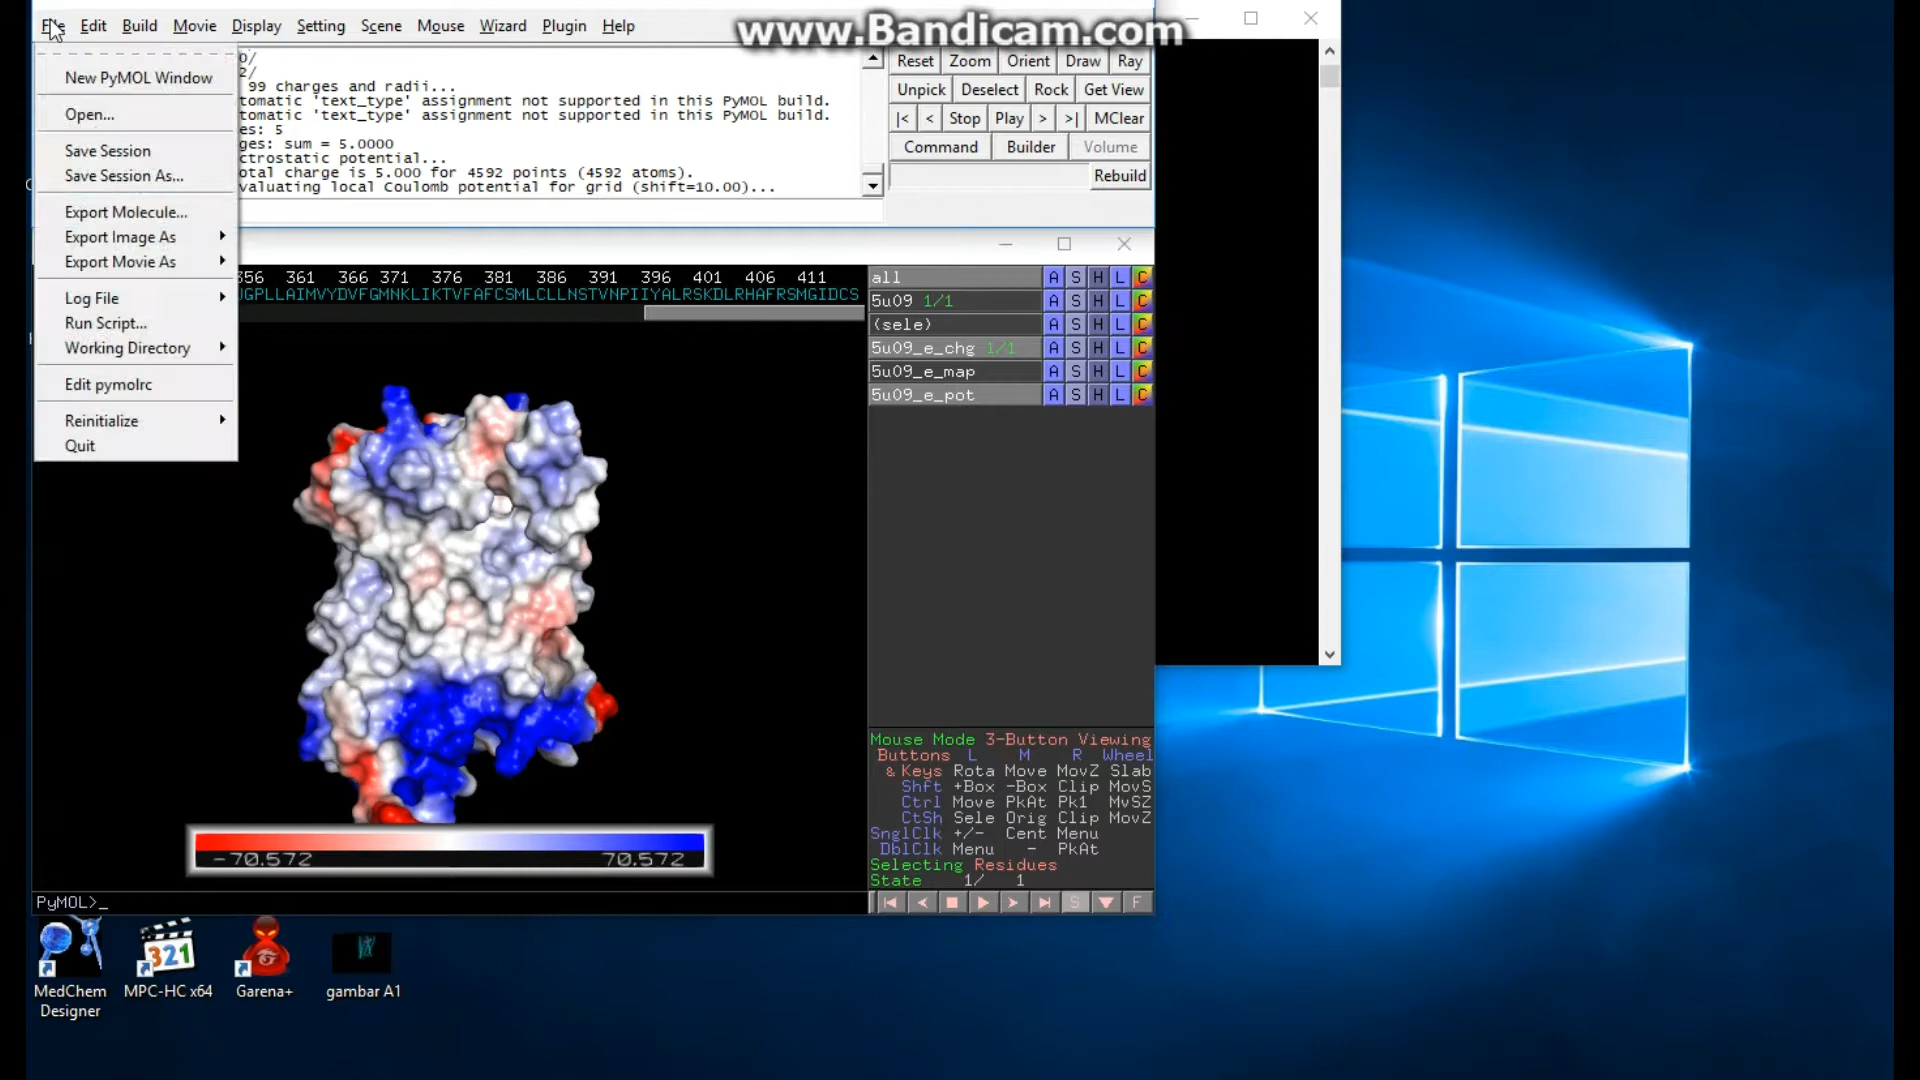 www.Bandicam.com
File Edit Build Movie Display Setting Scene Mouse Wizard Plugin Help
New PyMOL Window
Open...
Save Session
Save Session As...
Export Molecule...
Export Image As
Export Movie As
Log File
Run Script...
Working Directory
Edit pymolrc
Reinitialize
Quit
0/
2/
99 charges and radii...
tomatic 'text_type' assignment not supported in this PyMOL build.
tomatic 'text_type' assignment not supported in this PyMOL build.
es: 5
ges: sum = 5.0000
ctrostatic potential...
otal charge is 5.000 for 4592 points (4592 atoms).
valuating local Coulomb potential for grid (shift=10.00)...
Reset Zoom Orient Draw Ray
Unpick Deselect Rock Get View
|< < Stop Play > >| MClear
Command Builder Volume
Rebuild
356 361 366 371 376 381 386 391 396 401 406 411
GPLLAIMVYDVFGMNKLIKTVFAFCSMLCLLNSTVNPIIYALRSKDLRHAFRSMGIDCS
all A S H L C
5u09 1/1 A S H L C
(sele) A S H L C
5u09_e_chg 1/1 A S H L C
5u09_e_map A S H L C
5u09_e_pot A S H L C
-70.572 70.572
Mouse Mode 3-Button Viewing
Buttons L M R Wheel
& Keys Rota Move MovZ Slab
Shft +Box -Box Clip MovS
Ctrl Move PkAt Pk1 MvSZ
CtSh Sele Orig Clip MovZ
SnglClk +/- Cent Menu
DblClk Menu - PkAt
Selecting Residues
State 1/ 1
S F
PyMOL>_
MedChem
Designer
MPC-HC x64
321
Garena+
gambar A1